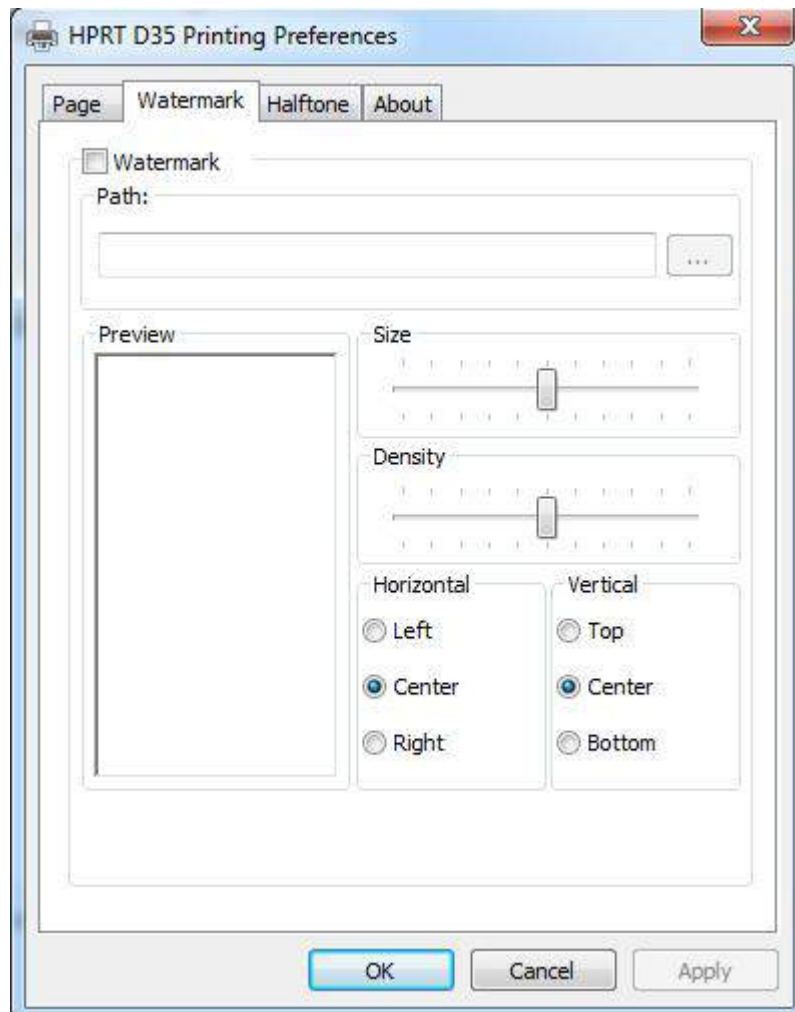 HPRT D35 Printing Preferences
Page Watermark Halftone About
Watermark
Path:
...
Preview
Size
Density
Horizontal Vertical
Left Top
Center Center
Right Bottom
OK Cancel Apply